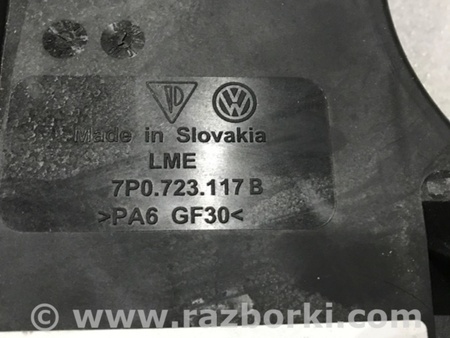 Made in Slovakia
LME
7P0.723.117 B
>PA6 GF30<
© www.razborki.com